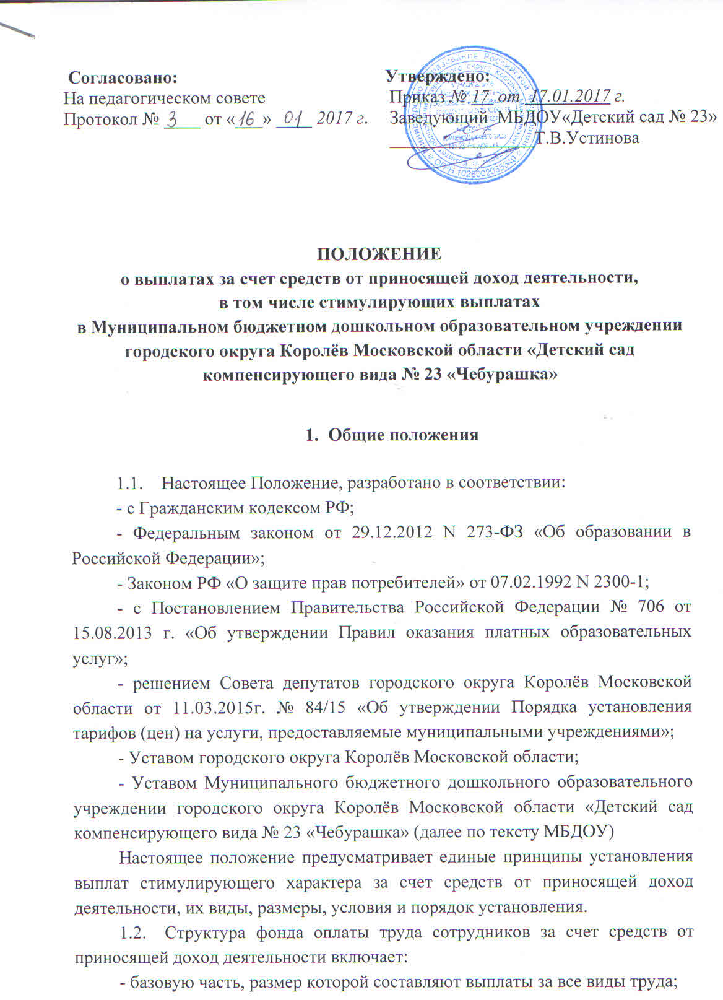 Согласовано:
На педагогическом совете
Протокол № 3 от «16» 01 2017 г.
Утверждено:
Приказ № 17 от 17.01.2017 г.
Заведующий МБДОУ«Детский сад № 23»
Т.В.Устинова
ПОЛОЖЕНИЕ
о выплатах за счет средств от приносящей доход деятельности,
в том числе стимулирующих выплатах
в Муниципальном бюджетном дошкольном образовательном учреждении
городского округа Королёв Московской области «Детский сад
компенсирующего вида № 23 «Чебурашка»
1. Общие положения
1.1. Настоящее Положение, разработано в соответствии:
- с Гражданским кодексом РФ;
- Федеральным законом от 29.12.2012 N 273-ФЗ «Об образовании в
Российской Федерации»;
- Законом РФ «О защите прав потребителей» от 07.02.1992 N 2300-1;
- с Постановлением Правительства Российской Федерации № 706 от
15.08.2013 г. «Об утверждении Правил оказания платных образовательных
услуг»;
- решением Совета депутатов городского округа Королёв Московской
области от 11.03.2015г. № 84/15 «Об утверждении Порядка установления
тарифов (цен) на услуги, предоставляемые муниципальными учреждениями»;
- Уставом городского округа Королёв Московской области;
- Уставом Муниципального бюджетного дошкольного образовательного
учреждении городского округа Королёв Московской области «Детский сад
компенсирующего вида № 23 «Чебурашка» (далее по тексту МБДОУ)
Настоящее положение предусматривает единые принципы установления
выплат стимулирующего характера за счет средств от приносящей доход
деятельности, их виды, размеры, условия и порядок установления.
1.2. Структура фонда оплаты труда сотрудников за счет средств от
приносящей доход деятельности включает:
- базовую часть, размер которой составляют выплаты за все виды труда;